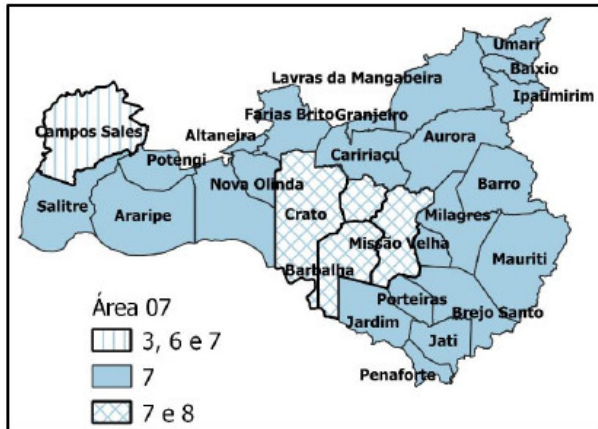 Umari
Baixio
Lavras da Mangabeira
Ipaumirim
Farias Brito Granjeiro
Campos Sales
Altaneira
Aurora
Caririaçu
Potengi
Nova Olinda
Barro
Salitre
Araripe
Crato
Milagres
Missão Velha
Mauriti
Barbalha
Área 07
Porteiras
Brejo Santo
3, 6 e 7
Jardim
Jati
7
Penaforte
7 e 8